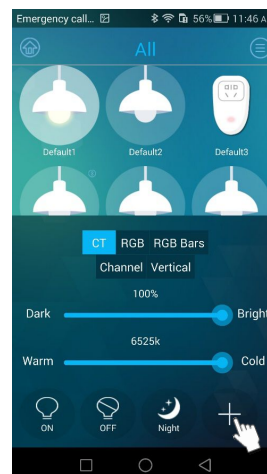 Emergency call... 56% 11:46 A
All
Default1 Default2 Default3
CT RGB RGB Bars
Channel Vertical
100%
Dark Bright
6525k
Warm Cold
ON OFF Night